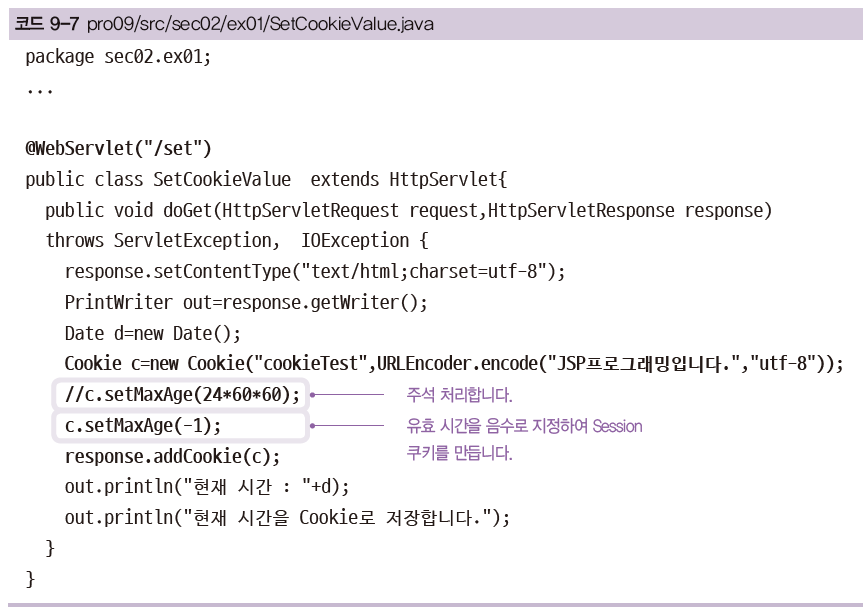 코드 9-7 pro09/src/sec02/ex01/SetCookieValue.java
package sec02.ex01;
...
@WebServlet("/set")
public class SetCookieValue  extends HttpServlet{
  public void doGet(HttpServletRequest request,HttpServletResponse response)
  throws ServletException,  IOException {
    response.setContentType("text/html;charset=utf-8");
    PrintWriter out=response.getWriter();
    Date d=new Date();
    Cookie c=new Cookie("cookieTest",URLEncoder.encode("JSP프로그래밍입니다.","utf-8"));
    //c.setMaxAge(24*60*60); 주석 처리합니다.
    c.setMaxAge(-1); 유효 시간을 음수로 지정하여 Session
    쿠키를 만듭니다.
    response.addCookie(c);
    out.println("현재 시간 : "+d);
    out.println("현재 시간을 Cookie로 저장합니다.");
  }
}